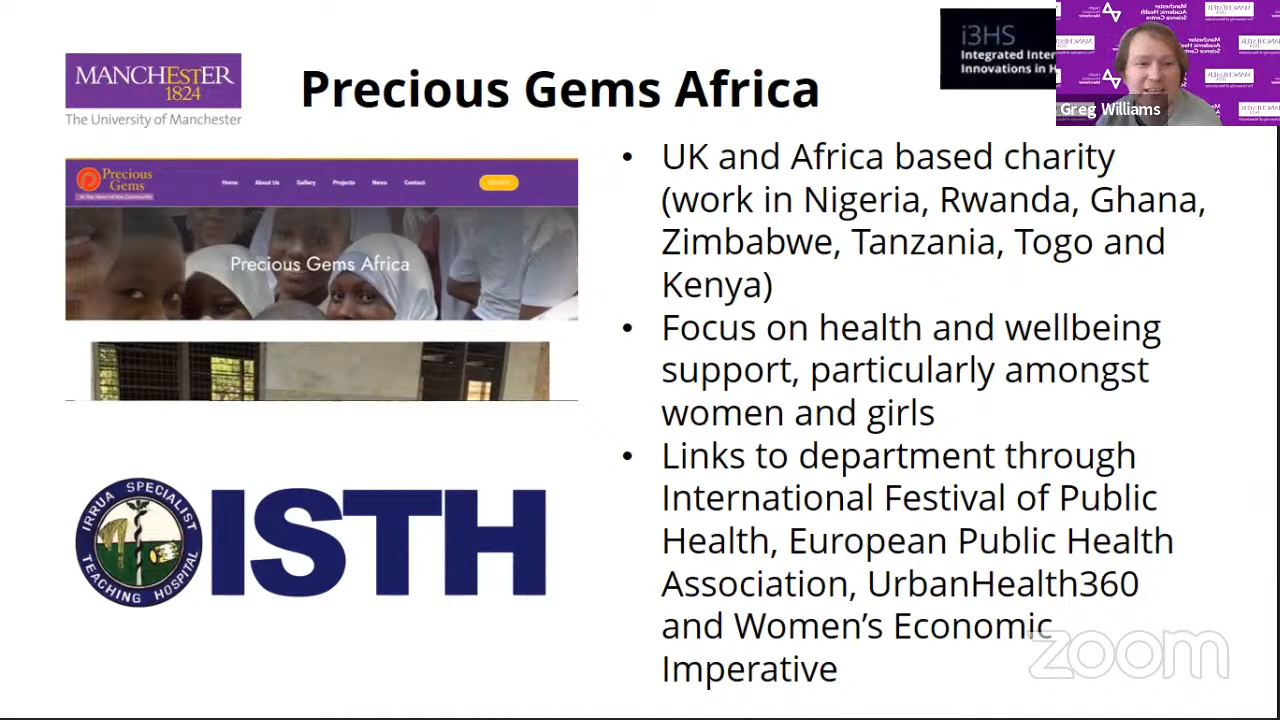 MANCHESTER
1824
The University of Manchester
Precious Gems Africa
i3HS
Integrated Inter
Innovations in H
Greg Williams
Precious
Gems
Home About Us Gallery Projects News Contact
Precious Gems Africa
IRRUA SPECIALIST
TEACHING HOSPITAL
ISTH
• UK and Africa based charity
(work in Nigeria, Rwanda, Ghana,
Zimbabwe, Tanzania, Togo and
Kenya)
• Focus on health and wellbeing
support, particularly amongst
women and girls
• Links to department through
International Festival of Public
Health, European Public Health
Association, UrbanHealth360
and Women’s Economic
Imperative
zoom